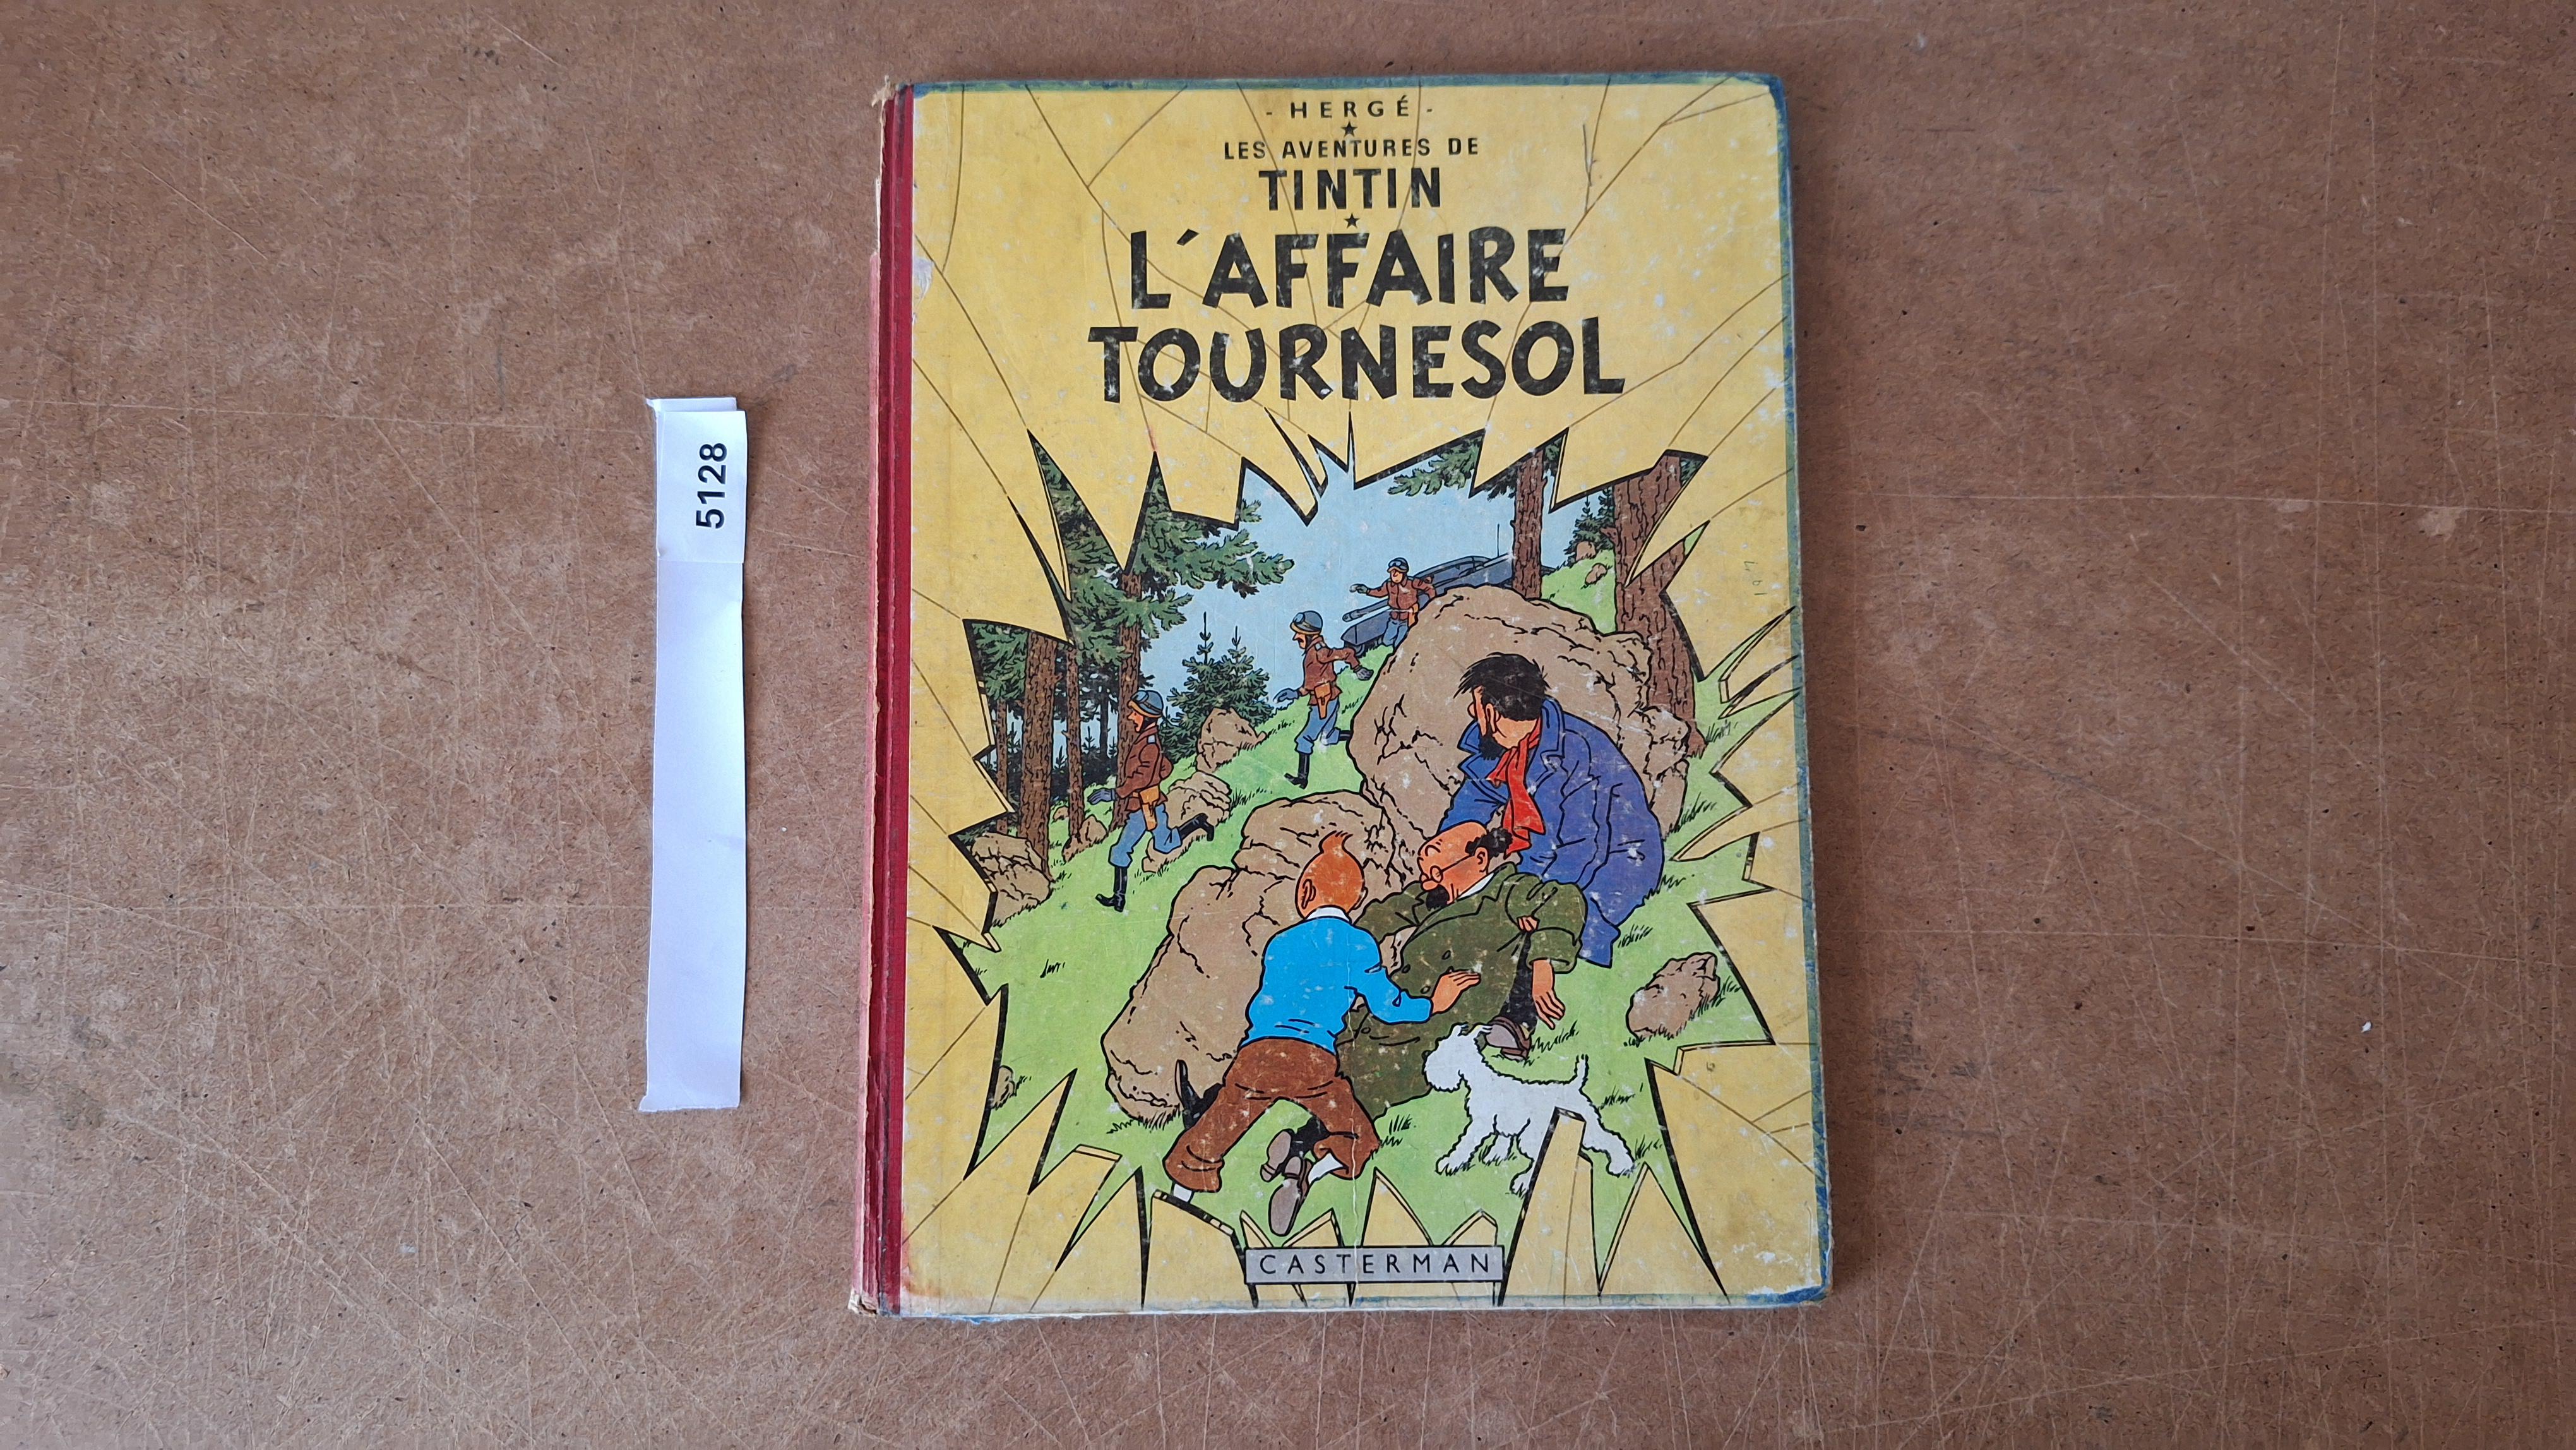 5128
- HERGÉ -
LES AVENTURES DE
TINTIN
L'AFFAIRE
TOURNESOL
CASTERMAN